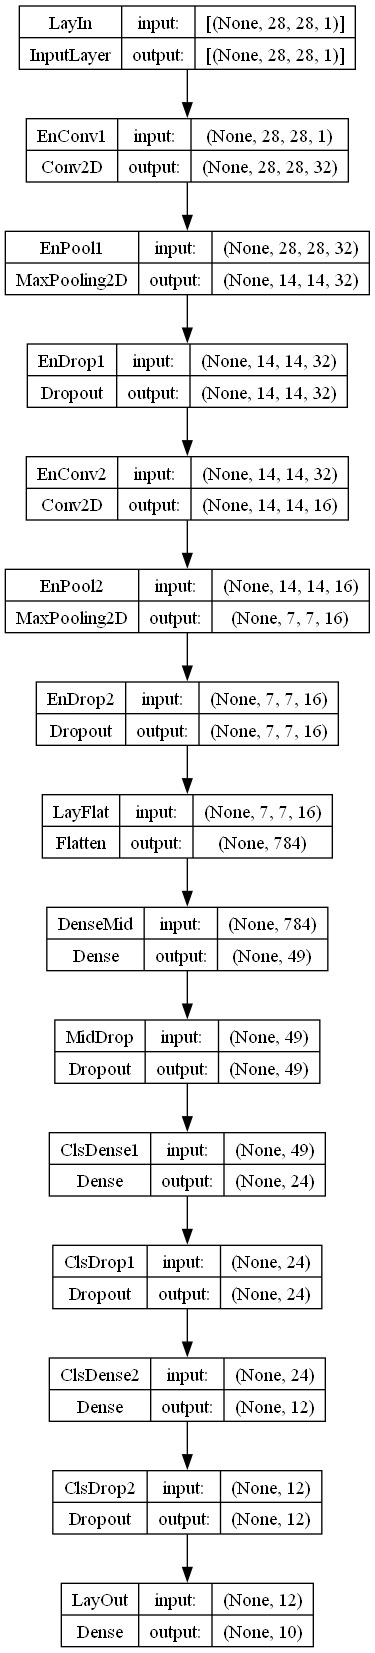 LayIn input: [(None, 28, 28, 1)]
InputLayer output: [(None, 28, 28, 1)]
EnConv1 input: (None, 28, 28, 1)
Conv2D output: (None, 28, 28, 32)
EnPool1 input: (None, 28, 28, 32)
MaxPooling2D output: (None, 14, 14, 32)
EnDrop1 input: (None, 14, 14, 32)
Dropout output: (None, 14, 14, 32)
EnConv2 input: (None, 14, 14, 32)
Conv2D output: (None, 14, 14, 16)
EnPool2 input: (None, 14, 14, 16)
MaxPooling2D output: (None, 7, 7, 16)
EnDrop2 input: (None, 7, 7, 16)
Dropout output: (None, 7, 7, 16)
LayFlat input: (None, 7, 7, 16)
Flatten output: (None, 784)
DenseMid input: (None, 784)
Dense output: (None, 49)
MidDrop input: (None, 49)
Dropout output: (None, 49)
ClsDense1 input: (None, 49)
Dense output: (None, 24)
ClsDrop1 input: (None, 24)
Dropout output: (None, 24)
ClsDense2 input: (None, 24)
Dense output: (None, 12)
ClsDrop2 input: (None, 12)
Dropout output: (None, 12)
LayOut input: (None, 12)
Dense output: (None, 10)